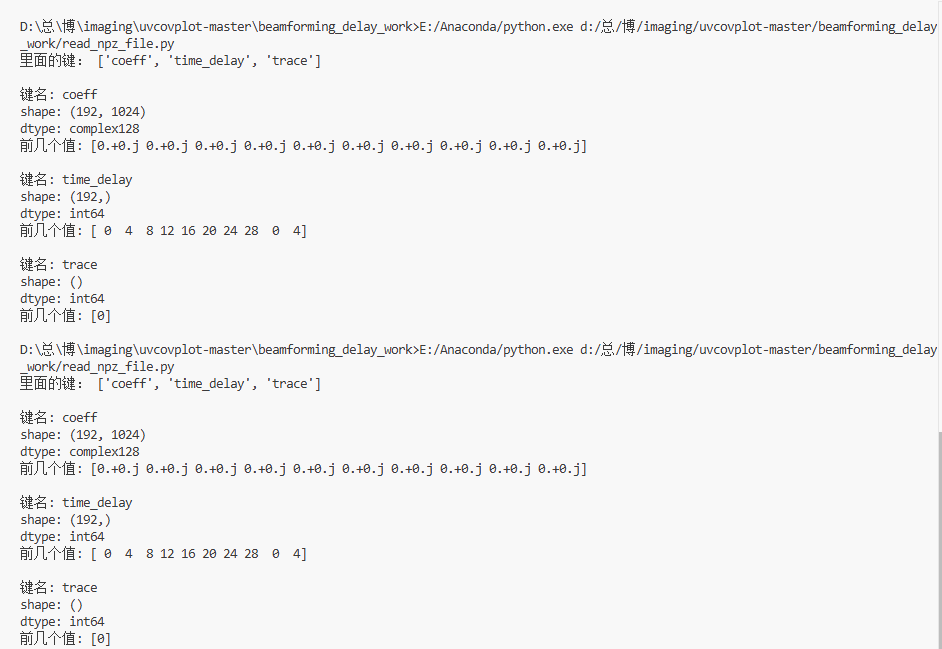 D:\总\博\imaging\uvcovplot-master\beamforming_delay_work>E:/Anaconda/python.exe d:/总/博/imaging/uvcovplot-master/beamforming_delay
_work/read_npz_file.py
里面的键: ['coeff', 'time_delay', 'trace']
键名: coeff
shape: (192, 1024)
dtype: complex128
前几个值: [0.+0.j 0.+0.j 0.+0.j 0.+0.j 0.+0.j 0.+0.j 0.+0.j 0.+0.j 0.+0.j 0.+0.j]
键名: time_delay
shape: (192,)
dtype: int64
前几个值: [ 0  4  8 12 16 20 24 28  0  4]
键名: trace
shape: ()
dtype: int64
前几个值: [0]
D:\总\博\imaging\uvcovplot-master\beamforming_delay_work>E:/Anaconda/python.exe d:/总/博/imaging/uvcovplot-master/beamforming_delay
_work/read_npz_file.py
里面的键: ['coeff', 'time_delay', 'trace']
键名: coeff
shape: (192, 1024)
dtype: complex128
前几个值: [0.+0.j 0.+0.j 0.+0.j 0.+0.j 0.+0.j 0.+0.j 0.+0.j 0.+0.j 0.+0.j 0.+0.j]
键名: time_delay
shape: (192,)
dtype: int64
前几个值: [ 0  4  8 12 16 20 24 28  0  4]
键名: trace
shape: ()
dtype: int64
前几个值: [0]